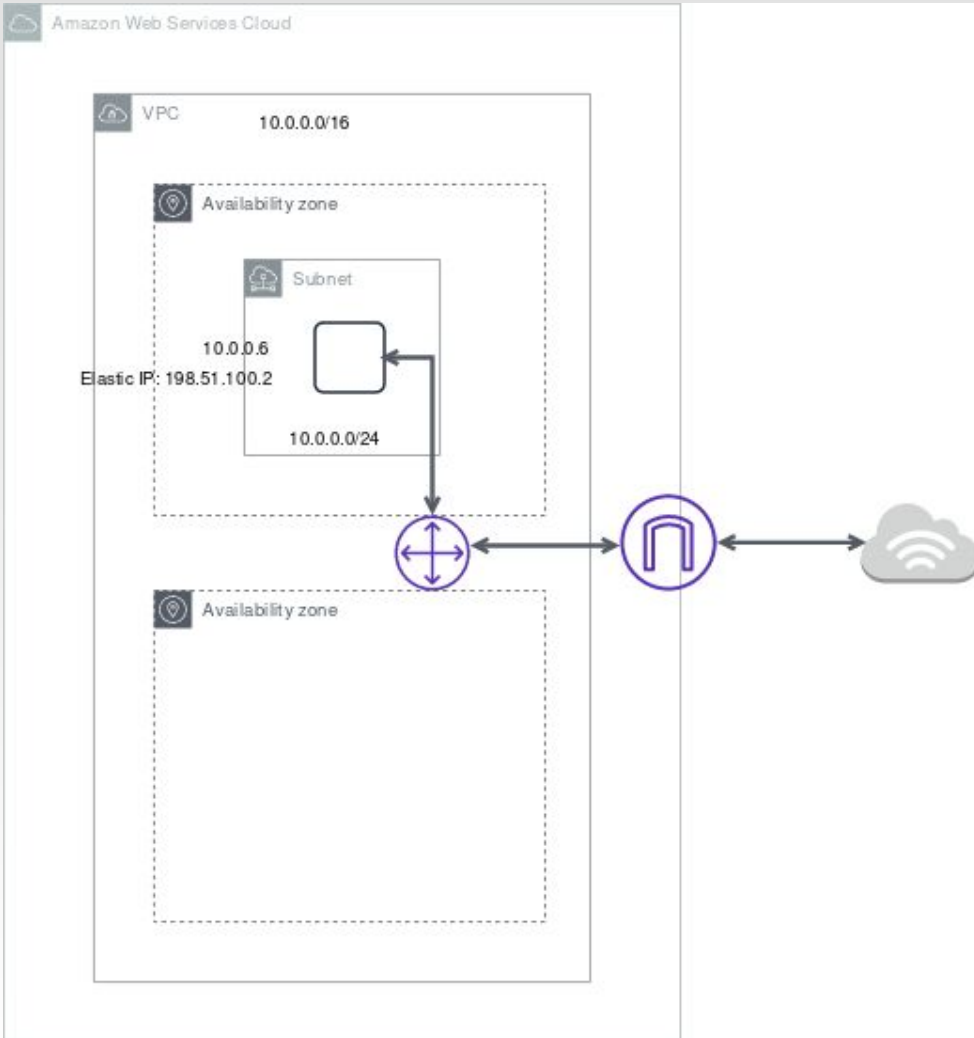 Amazon Web Services Cloud
VPC
10.0.0.0/16
Availability zone
Subnet
10.0.0.6
Elastic IP: 198.51.100.2
10.0.0.0/24
Availability zone